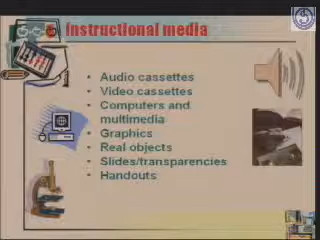 Instructional media
• Audio cassettes
• Video cassettes
• Computers and
multimedia
• Graphics
• Real objects
• Slides/transparencies
• Handouts